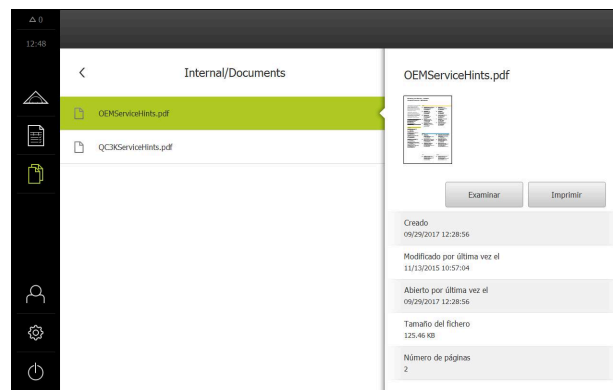 0
12:48
Internal/Documents
OEMServiceHints.pdf
QC3KServiceHints.pdf
OEMServiceHints.pdf
Examinar
Imprimir
Creado
09/29/2017 12:28:56
Modificado por última vez el
11/13/2015 10:57:04
Abierto por última vez el
09/29/2017 12:28:56
Tamaño del fichero
125.46 KB
Número de páginas
2